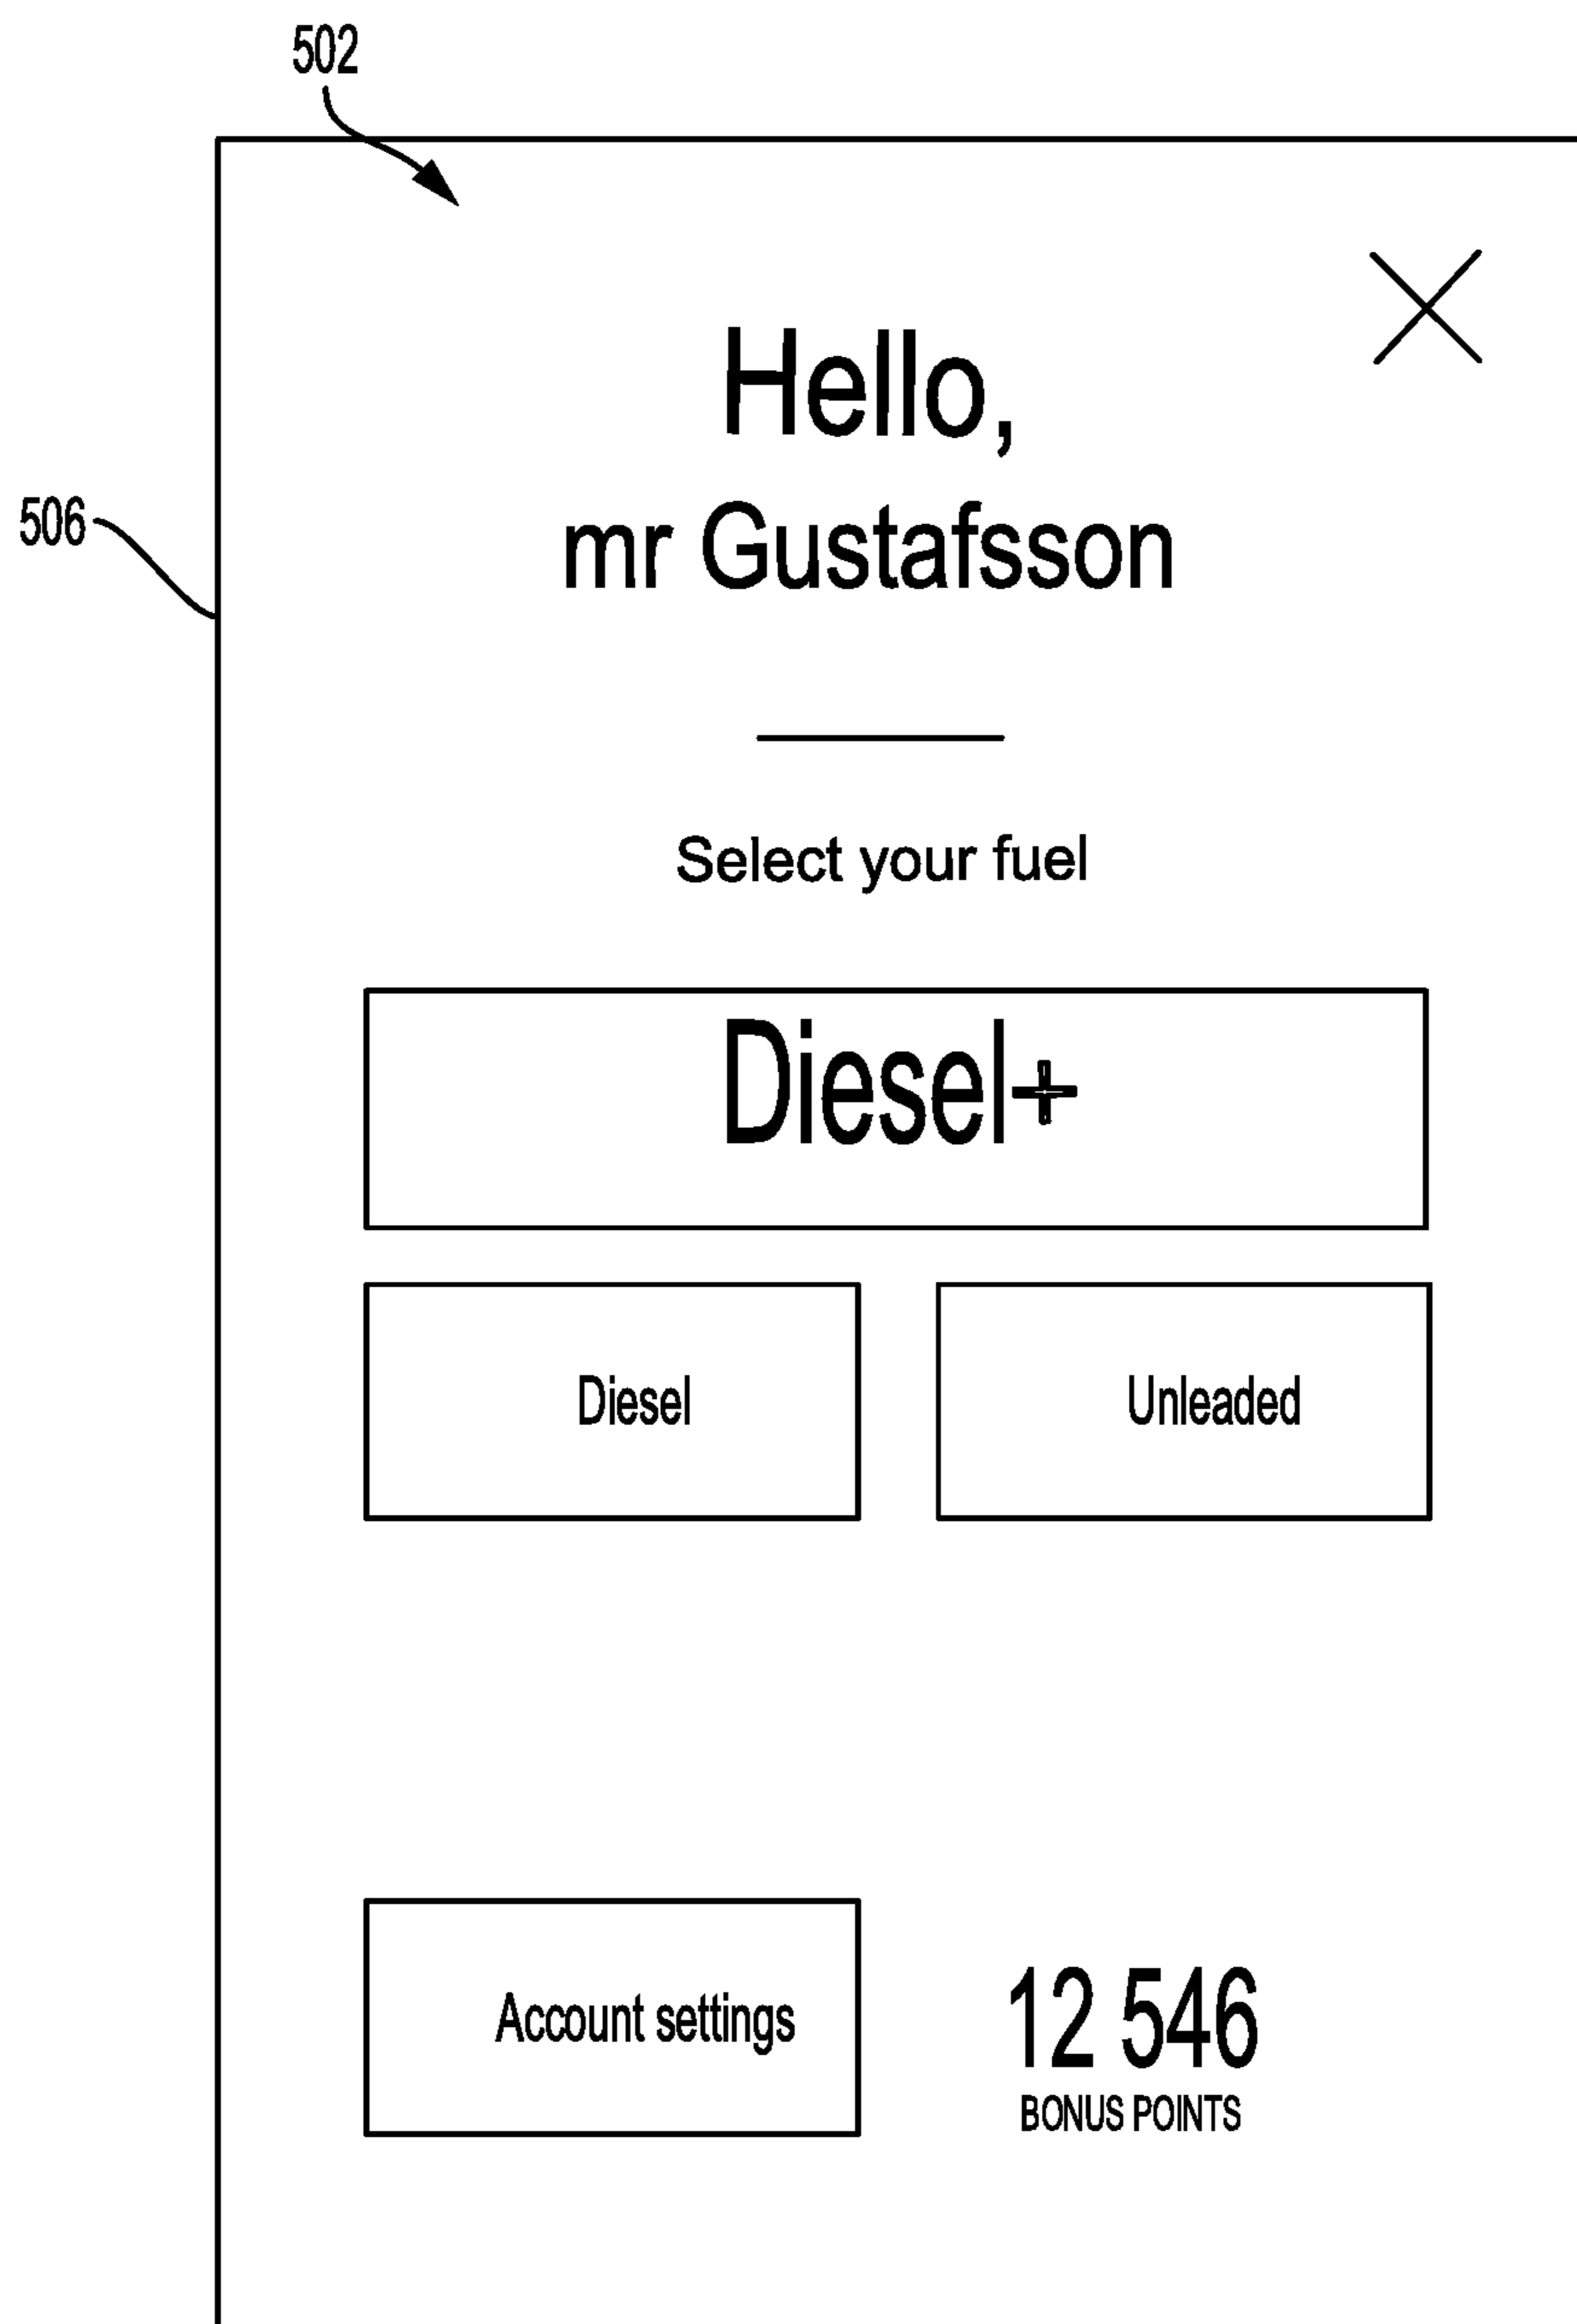 502
Hello,
mr Gustafsson
506
Select your fuel
Diesel+
Diesel
Unleaded
Account settings
12 546
BONUS POINTS